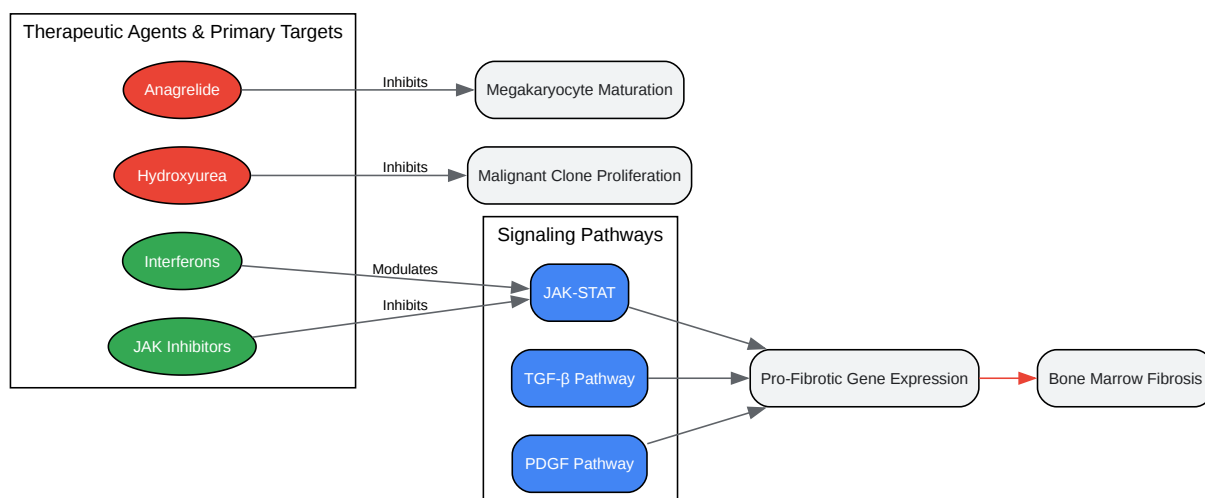 Therapeutic Agents & Primary Targets
Anagrelide
Inhibits
Megakaryocyte Maturation
Hydroxyurea
Inhibits
Malignant Clone Proliferation
Signaling Pathways
Interferons
Modulates
JAK-STAT
Inhibits
JAK Inhibitors
TGF-β Pathway
Pro-Fibrotic Gene Expression
Bone Marrow Fibrosis
PDGF Pathway